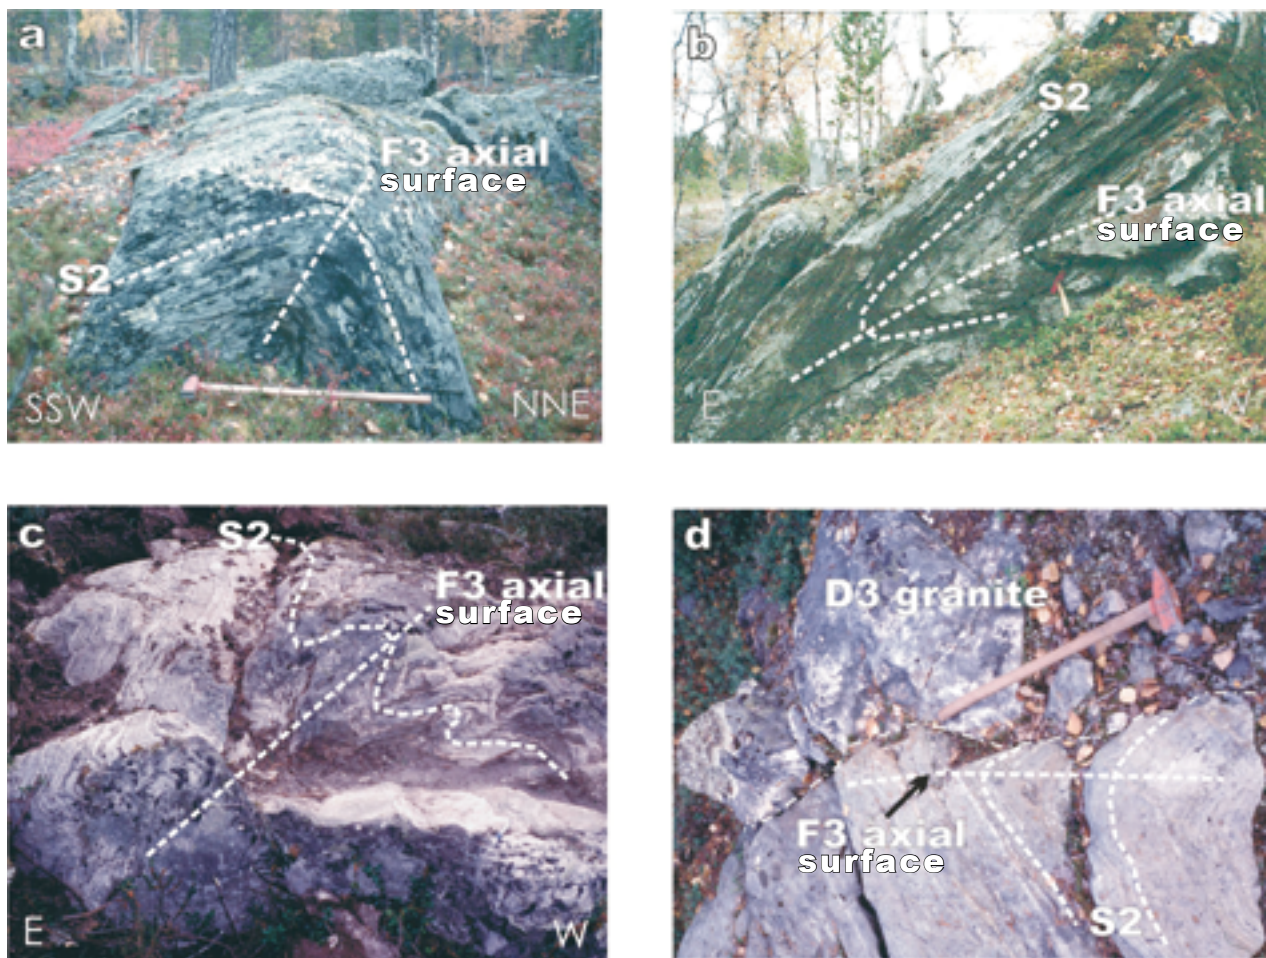 a
F3 axial
surface
S2
SSW
NNE
b
S2
F3 axial
surface
E
W
c
S2
F3 axial
surface
E
W
d
D3 granite
F3 axial
surface
S2